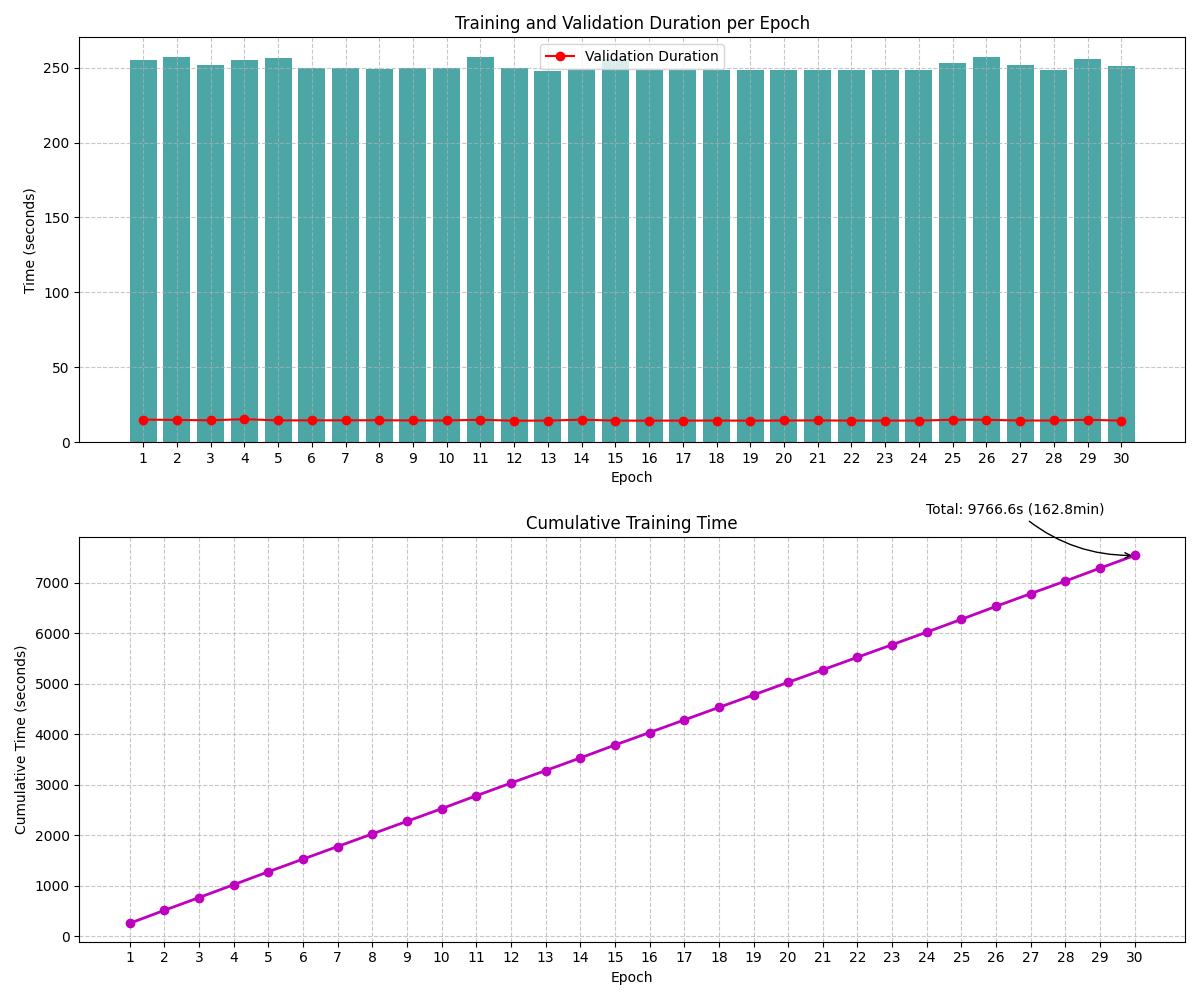 Training and Validation Duration per Epoch
Validation Duration
250
200
150
100
50
0
Time (seconds)
1 2 3 4 5 6 7 8 9 10 11 12 13 14 15 16 17 18 19 20 21 22 23 24 25 26 27 28 29 30
Epoch
Total: 9766.6s (162.8min)
Cumulative Training Time
7000
6000
5000
4000
3000
2000
1000
0
Cumulative Time (seconds)
1 2 3 4 5 6 7 8 9 10 11 12 13 14 15 16 17 18 19 20 21 22 23 24 25 26 27 28 29 30
Epoch